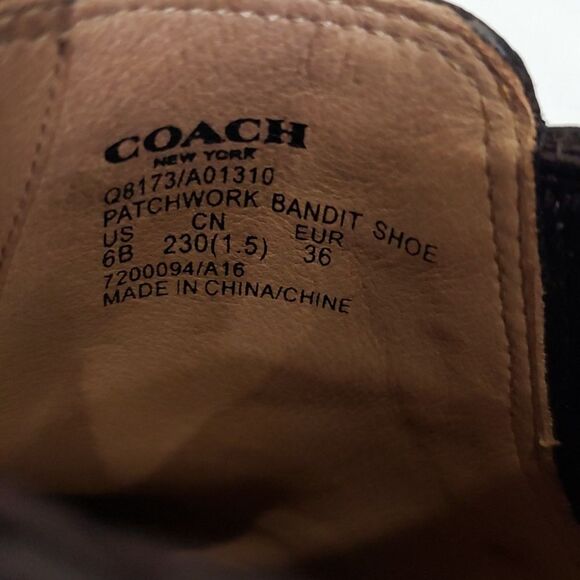 COACH
NEW YORK
Q8173/A01310
PATCHWORK BANDIT SHOE
US CN EUR
6B 230(1.5) 36
7200094/A16
MADE IN CHINA/CHINE